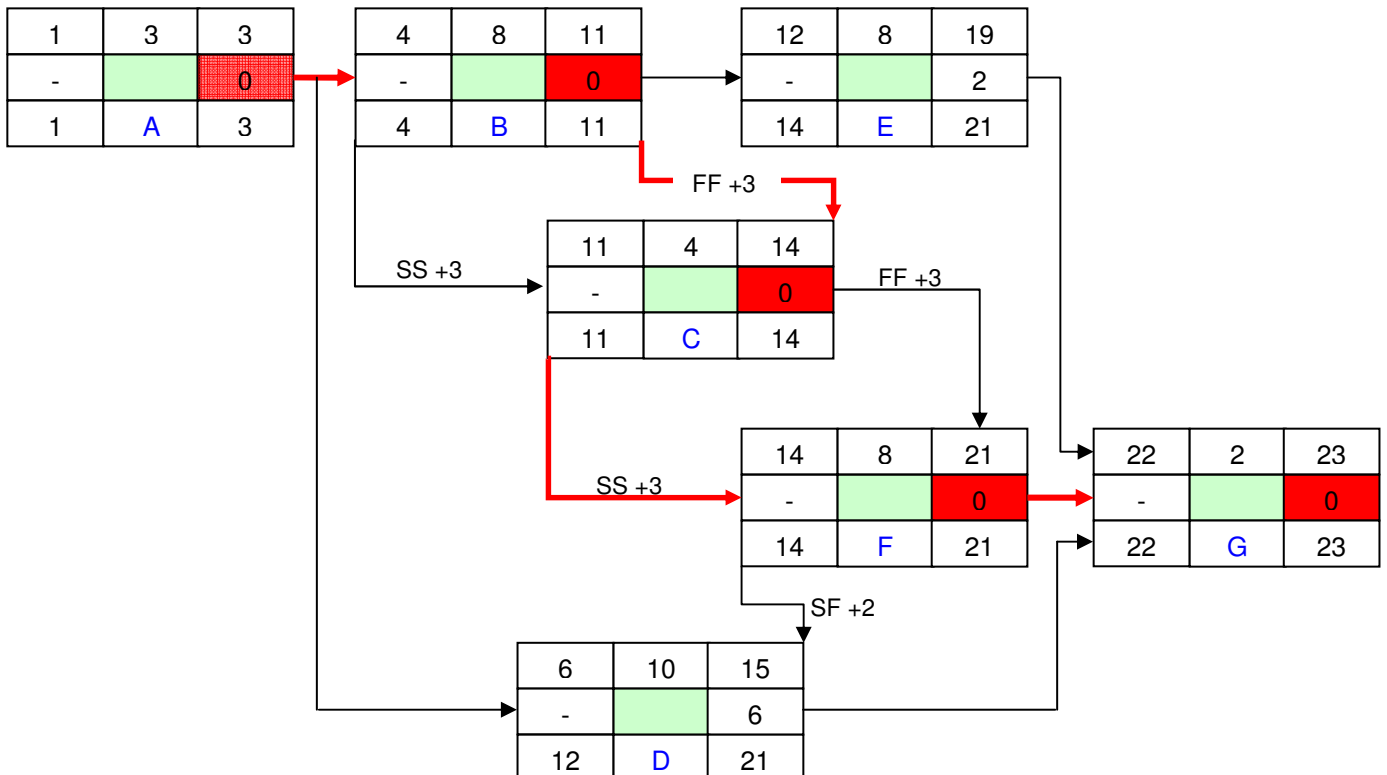 1 3 3
- 0
1 A 3
4 8 11
- 0
4 B 11
12 8 19
- 2
14 E 21
FF +3
11 4 14
- 0
11 C 14
SS +3
FF +3
14 8 21
- 0
14 F 21
SS +3
22 2 23
- 0
22 G 23
SF +2
6 10 15
- 6
12 D 21